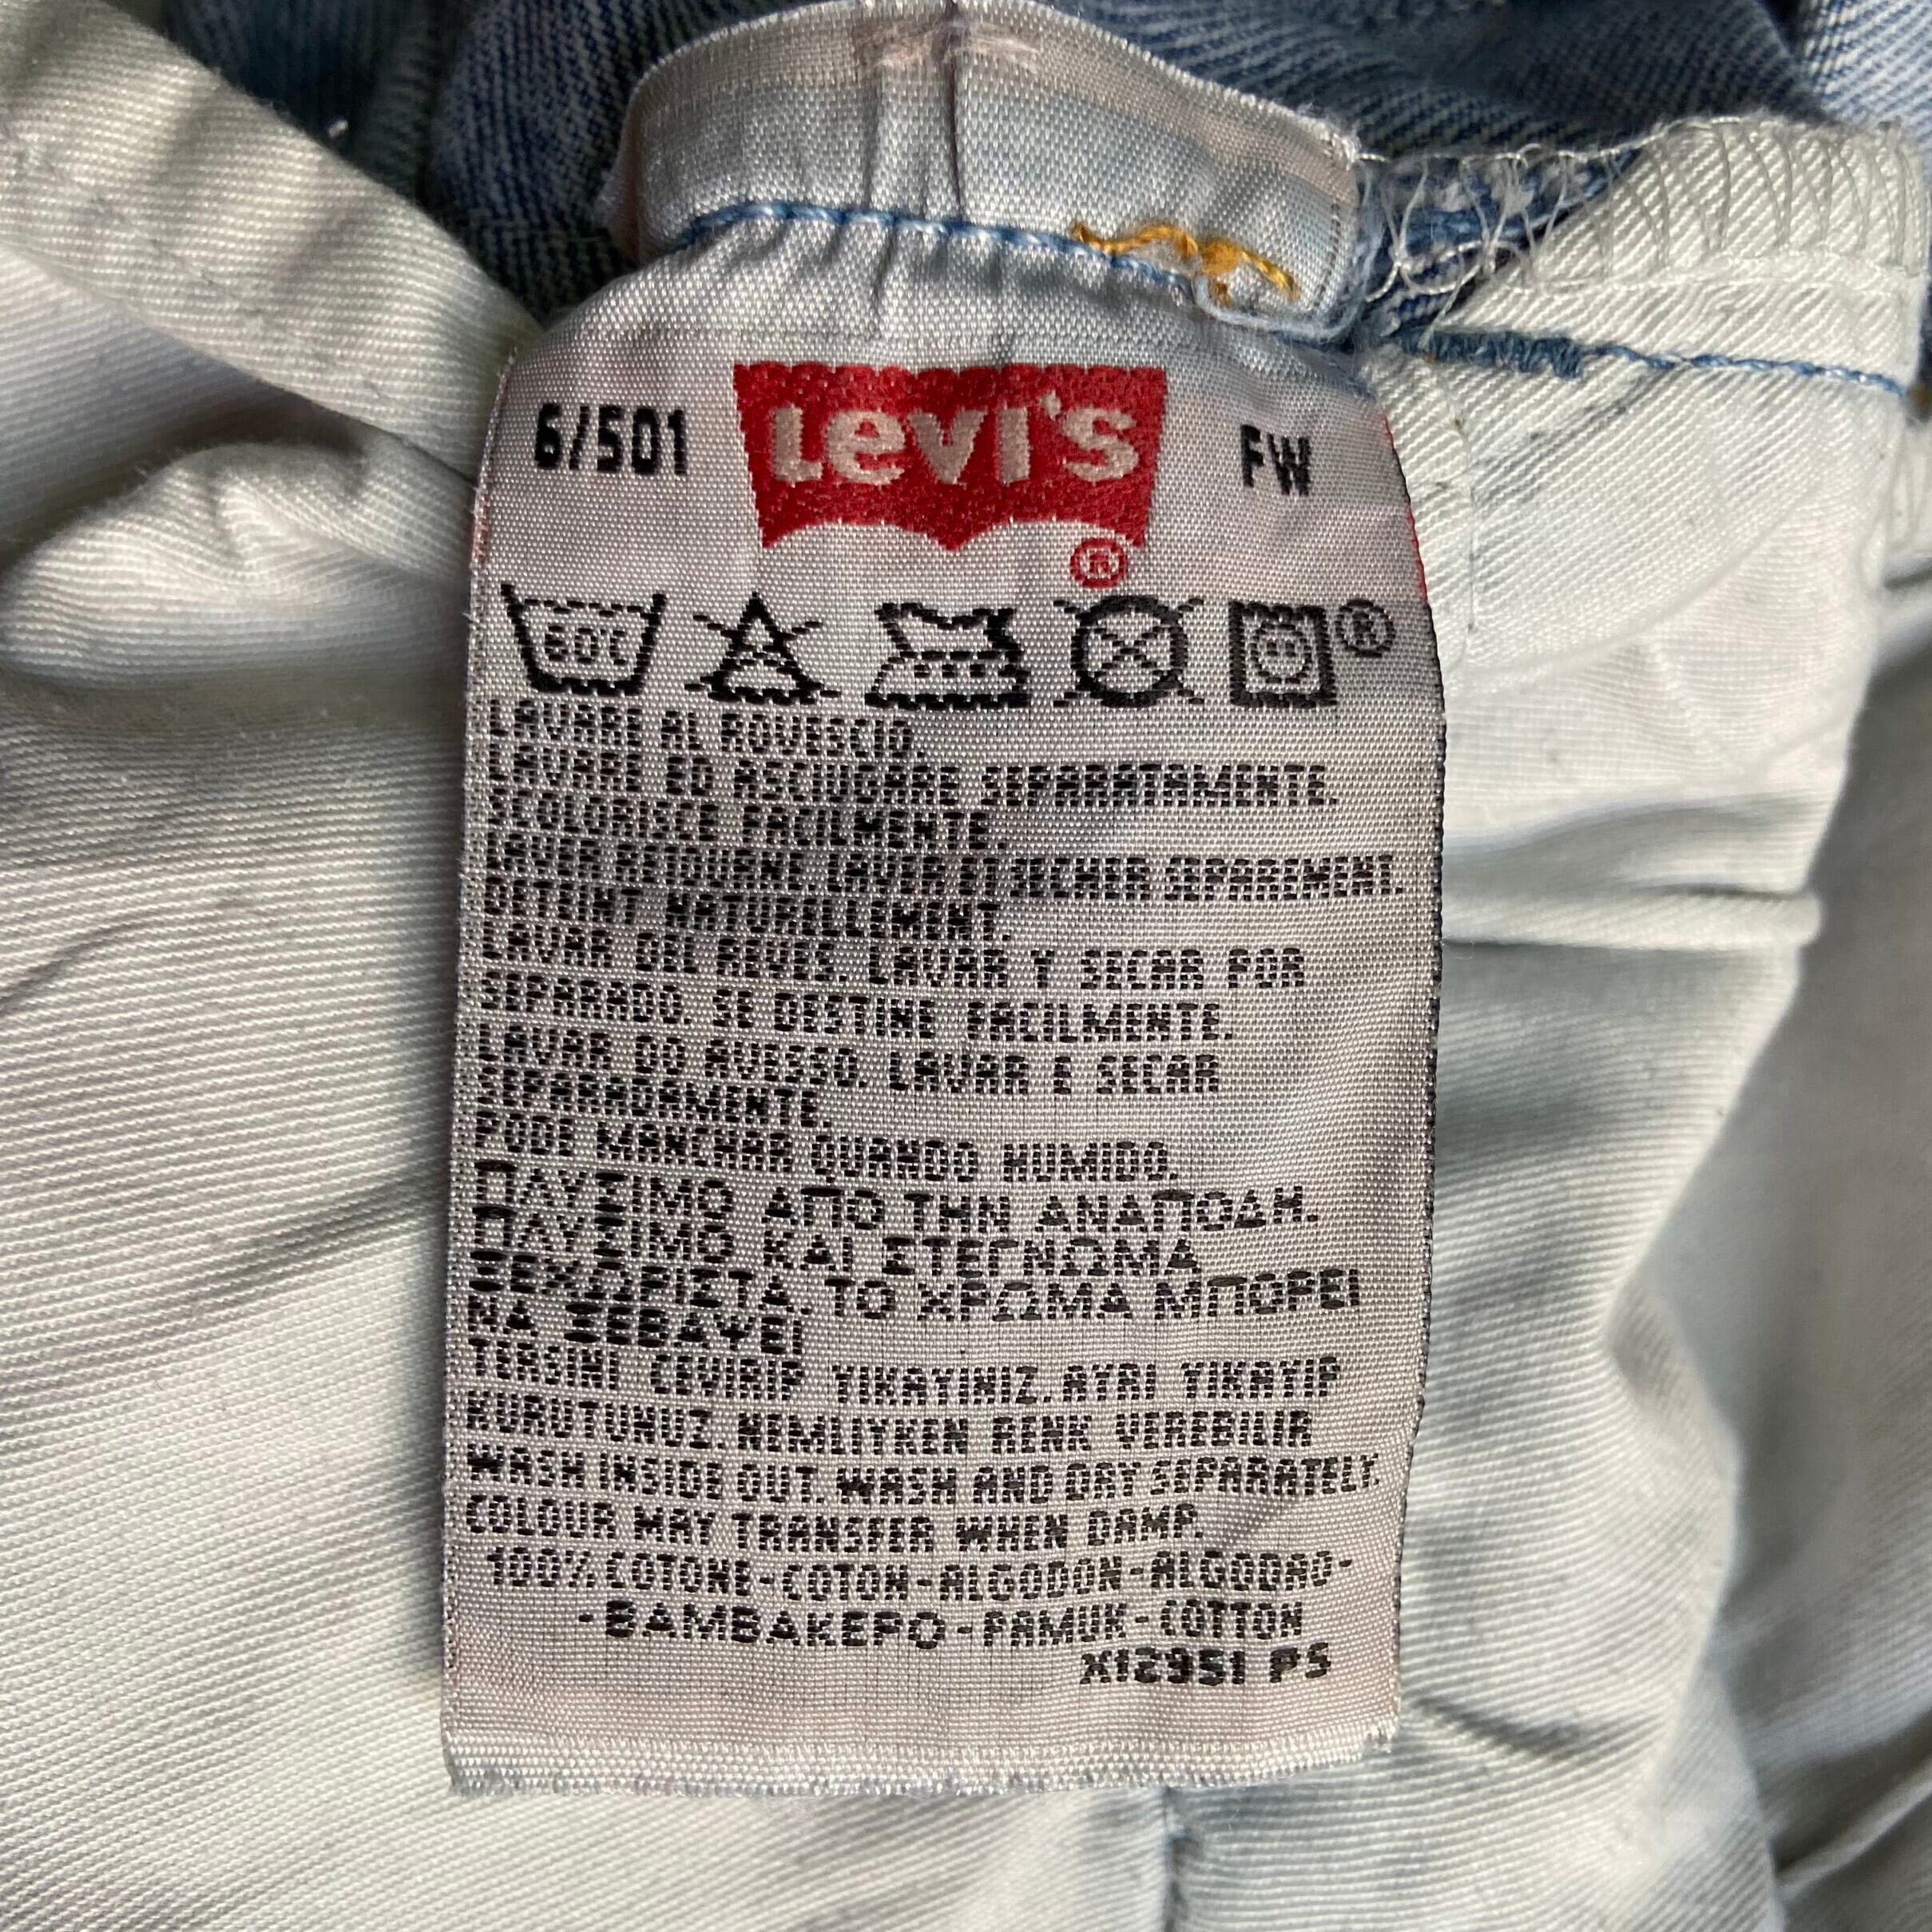 6/501 Levi's FW
®
60°C ®
LAVARE AL ROVESCIO.
LAVARE ED ASCIUGARE SEPARATAMENTE.
SCOLORISCE FACILMENTE.
LAVER RETOURNE. LAVER ET SECHER SEPAREMENT.
DETEINT NATURELLEMENT.
LAVAR DEL REVES. LAVAR Y SECAR POR
SEPARADO. SE DESTINE FACILMENTE.
LAVAR DO AVESSO. LAVAR E SECAR
SEPARADAMENTE
PODE MANCHAR QUANDO HUMIDO.
ΠΛΥΣΙΜΟ ΑΠΟ ΤΗΝ ΑΝΑΠΟΔΗ.
ΠΛΥΣΙΜΟ ΚΑΙ ΣΤΕΓΝΩΜΑ
ΞΕΧΩΡΙΣΤΑ. ΤΟ ΧΡΩΜΑ ΜΠΟΡΕΙ
ΝΑ ΞΕΒΑΨΕΙ
TERSINI CEVIRIP YIKAYINIZ. AYRI YIKAYIP
KURUTUNUZ. NEMLIYKEN RENK VEREBILIR
WASH INSIDE OUT. WASH AND DRY SEPARATELY.
COLOUR MAY TRANSFER WHEN DAMP.
100% COTONE-COTON-ALGODON-ALGODAO-
-ΒΑΜΒΑΚΕΡΟ-PAMUK-COTTON
X12951 P5